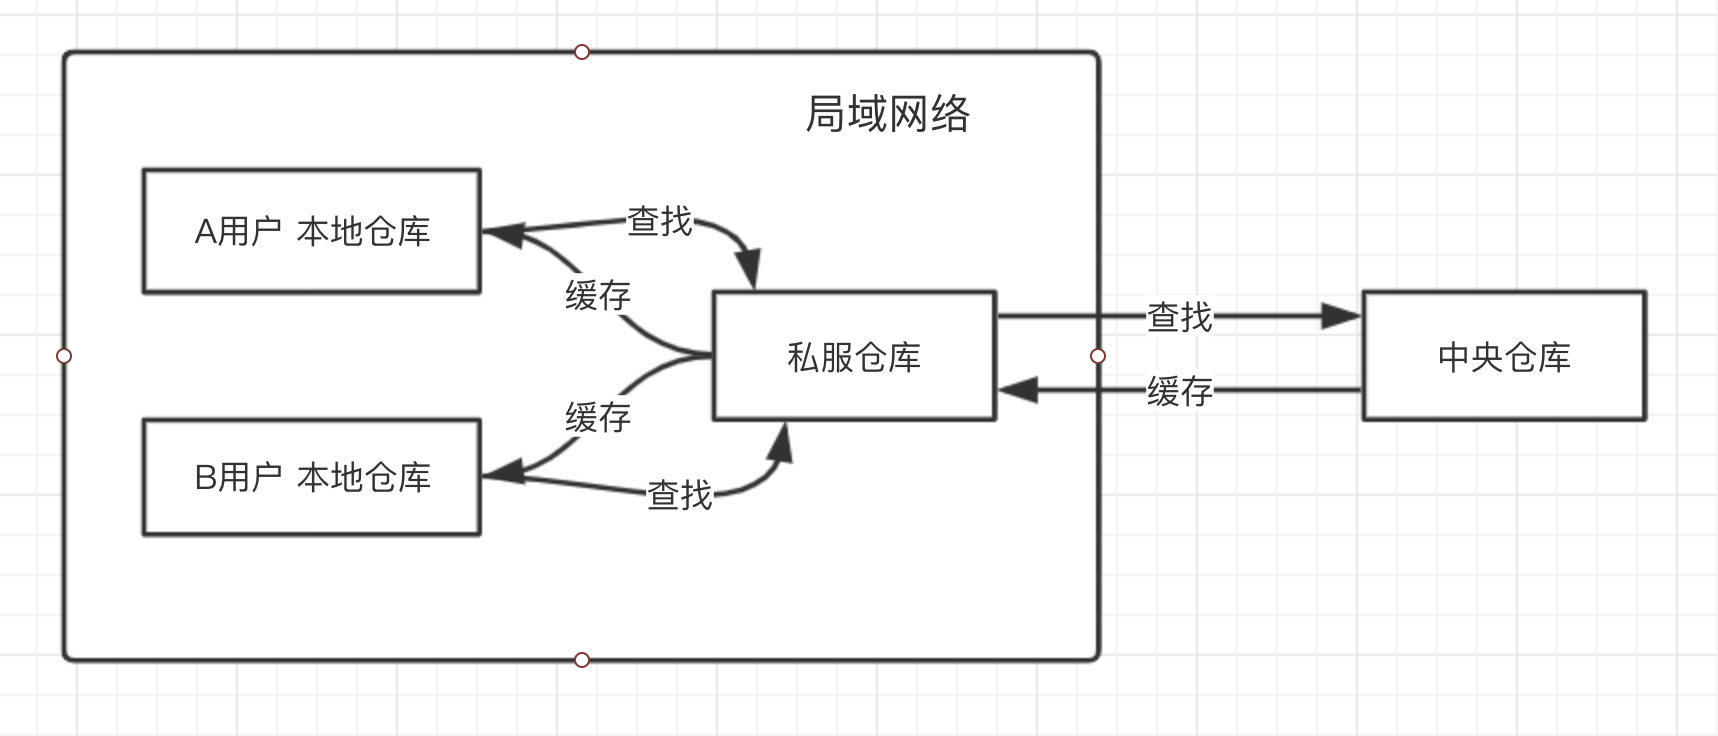 局域网络
A用户 本地仓库
查找
缓存
私服仓库
查找
缓存
中央仓库
缓存
B用户 本地仓库
查找